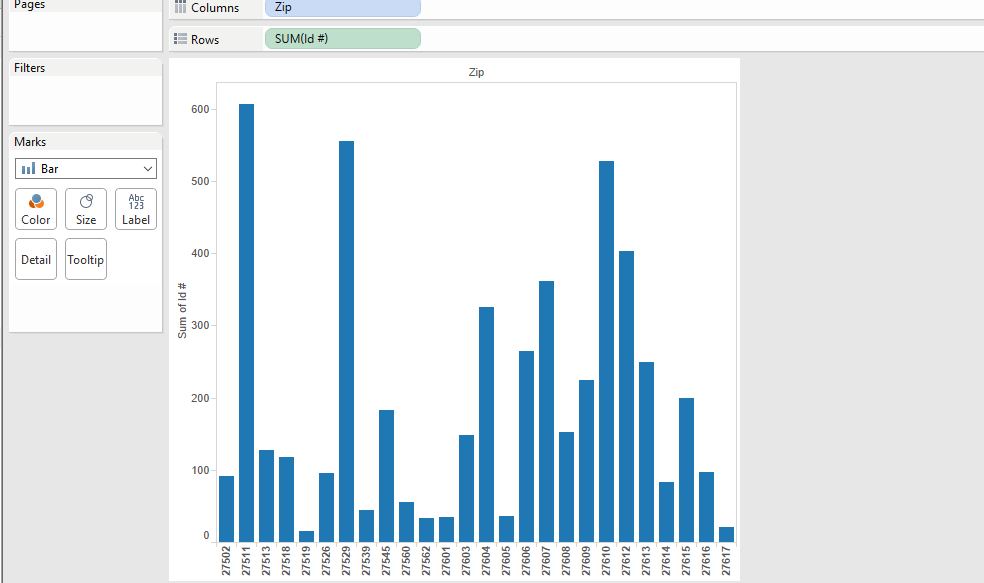 Pages
Columns
Zip
Rows
SUM(Id #)
Filters
Marks
Bar
Color
Size
Abc
123
Label
Detail
Tooltip
Zip
Sum of Id #
600
500
400
300
200
100
0
27502
27511
27513
27518
27519
27526
27529
27539
27545
27560
27562
27601
27603
27604
27605
27606
27607
27608
27609
27610
27612
27613
27614
27615
27616
27617